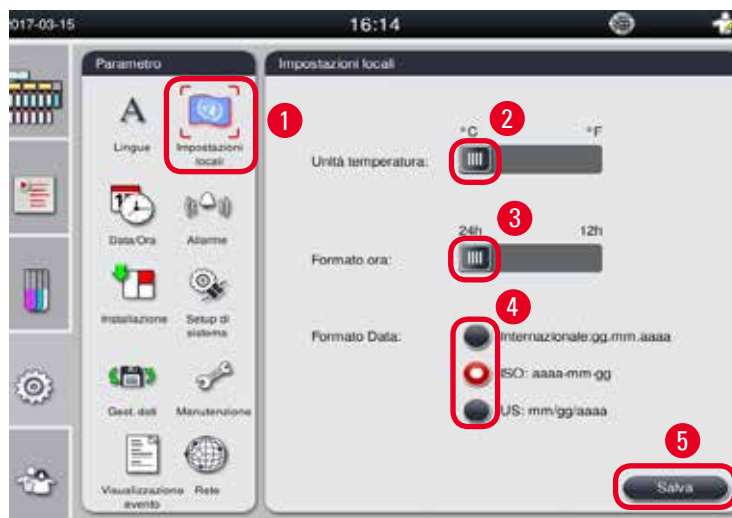 2017-03-15
16:14
Parametro
Impostazioni locali
A
Lingue
Impostazioni
locali
1
Data/Ora
Allarme
Installazione
Setup di
sistema
Gest. dati
Manutenzione
Visualizzazione
evento
Rete
2
°C
°F
Unità temperatura:
3
24h
12h
Formato ora:
4
Formato Data:
Internazionale:gg.mm.aaaa
ISO: aaaa-mm-gg
US: mm/gg/aaaa
5
Salva